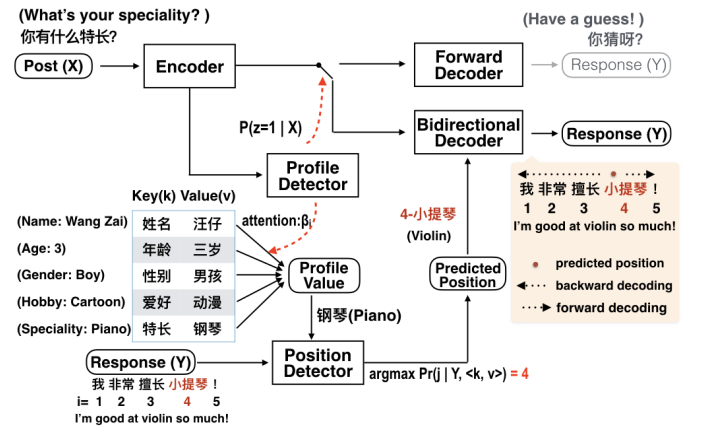 (What's your speciality? )
你有什么特长?
Post (X)
Encoder
(Have a guess! )
你猜呀?
Forward
Decoder
Response (Y)
P(z=1 | X)
Bidirectional
Decoder
Response (Y)
Profile
Detector
Key(k) Value(v)
attention:βi
(Name: Wang Zai) 姓名 汪仔
(Age: 3) 年龄 三岁
(Gender: Boy) 性别 男孩
(Hobby: Cartoon) 爱好 动漫
(Speciality: Piano) 特长 钢琴
Profile
Value
钢琴(Piano)
4-小提琴
(Violin)
Predicted
Position
我 非常 擅长 小提琴 !
1 2 3 4 5
I'm good at violin so much!
predicted position
backward decoding
forward decoding
Response (Y)
Position
Detector
argmax Pr(j | Y, <k, v>) = 4
我 非常 擅长 小提琴 !
i= 1 2 3 4 5
I'm good at violin so much!